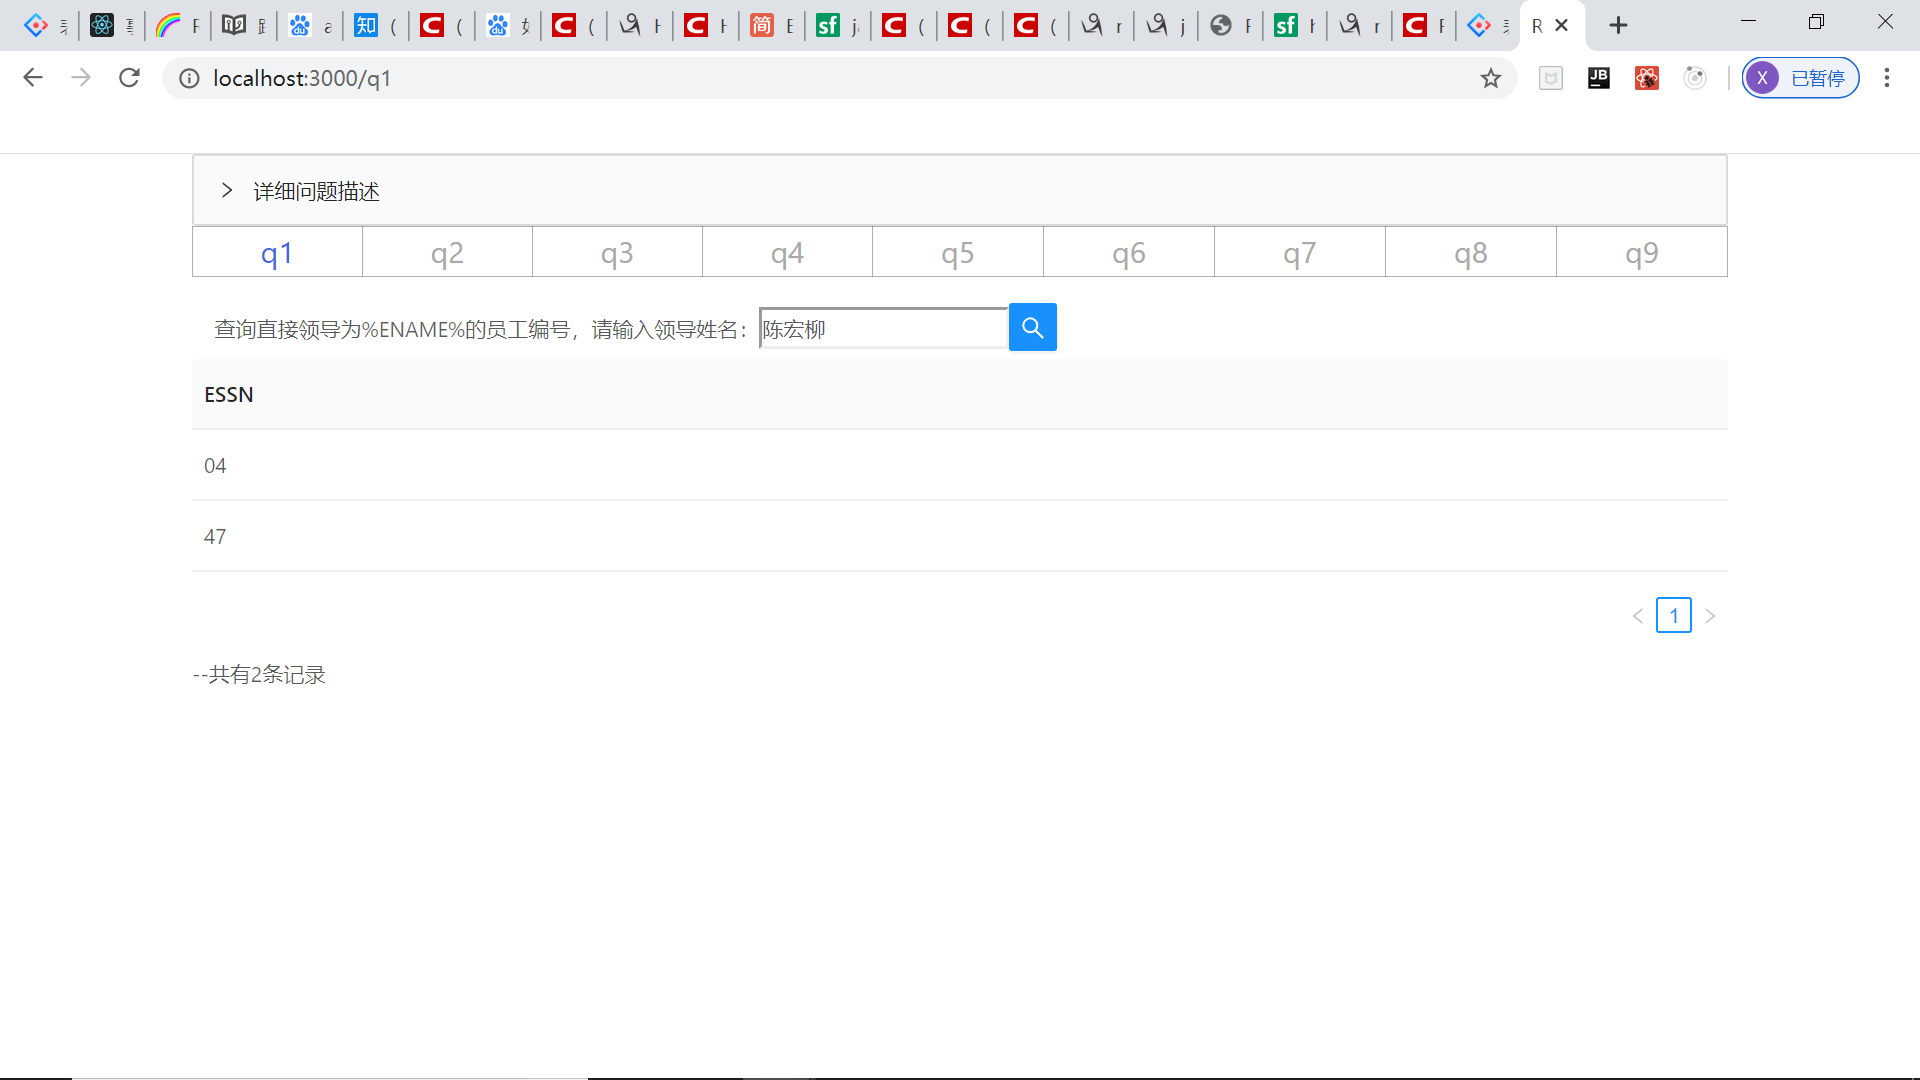 localhost:3000/q1
X 已暂停
详细问题描述
q1 q2 q3 q4 q5 q6 q7 q8 q9
查询直接领导为%ENAME%的员工编号，请输入领导姓名： 陈宏柳
ESSN
04
47
1
--共有2条记录